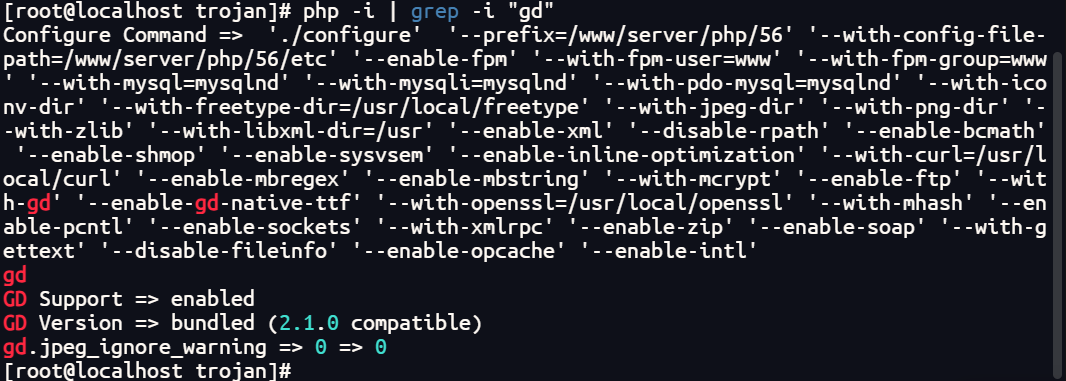 [root@localhost trojan]# php -i | grep -i "gd"
Configure Command =>  './configure'  '--prefix=/www/server/php/56' '--with-config-file-
path=/www/server/php/56/etc' '--enable-fpm' '--with-fpm-user=www' '--with-fpm-group=www
' '--with-mysql=mysqlnd' '--with-mysqli=mysqlnd' '--with-pdo-mysql=mysqlnd' '--with-ico
nv-dir' '--with-freetype-dir=/usr/local/freetype' '--with-jpeg-dir' '--with-png-dir' '-
-with-zlib' '--with-libxml-dir=/usr' '--enable-xml' '--disable-rpath' '--enable-bcmath'
 '--enable-shmop' '--enable-sysvsem' '--enable-inline-optimization' '--with-curl=/usr/l
ocal/curl' '--enable-mbregex' '--enable-mbstring' '--with-mcrypt' '--enable-ftp' '--wit
h-gd' '--enable-gd-native-ttf' '--with-openssl=/usr/local/openssl' '--with-mhash' '--en
able-pcntl' '--enable-sockets' '--with-xmlrpc' '--enable-zip' '--enable-soap' '--with-g
ettext' '--disable-fileinfo' '--enable-opcache' '--enable-intl'
gd
GD Support => enabled
GD Version => bundled (2.1.0 compatible)
gd.jpeg_ignore_warning => 0 => 0
[root@localhost trojan]#